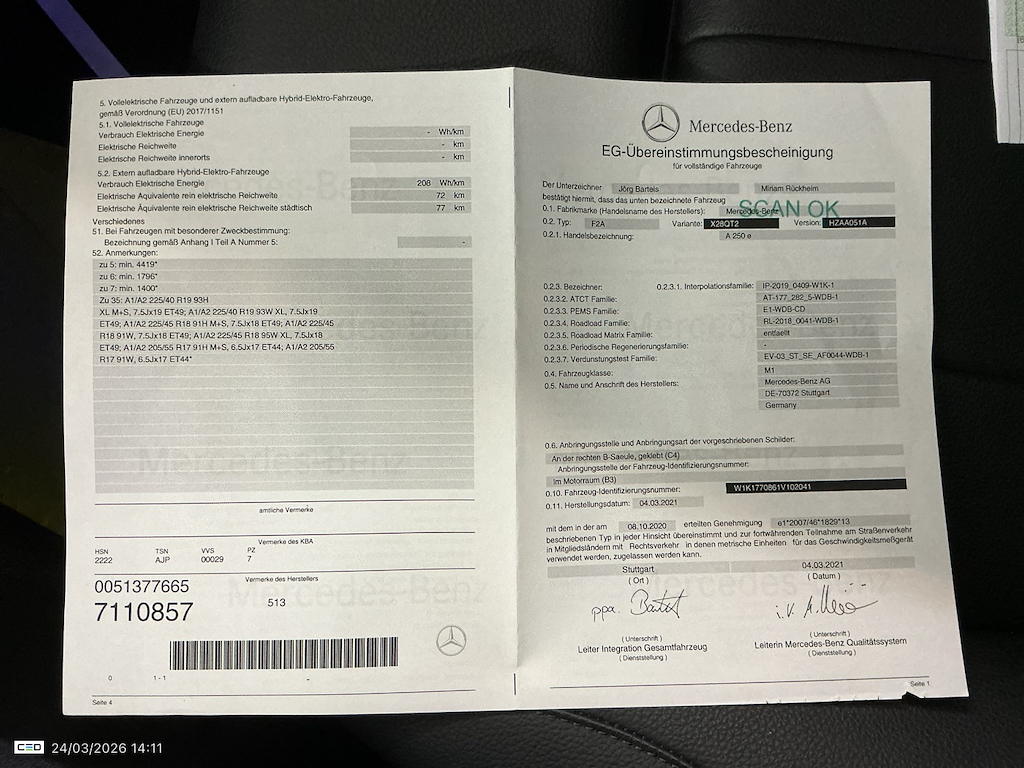 5. Vollelektrische Fahrzeuge und extern aufladbare Hybrid-Elektro-Fahrzeuge,
gemäß Verordnung (EU) 2017/1151
5.1. Vollelektrische Fahrzeuge
Verbrauch Elektrische Energie - Wh/km
Elektrische Reichweite - km
Elektrische Reichweite innerorts - km
5.2. Extern aufladbare Hybrid-Elektro-Fahrzeuge
Verbrauch Elektrische Energie 208 Wh/km
Elektrische Äquivalente rein elektrische Reichweite 72 km
Elektrische Äquivalente rein elektrische Reichweite städtisch 77 km
Verschiedenes
51. Bei Fahrzeugen mit besonderer Zweckbestimmung:
Bezeichnung gemäß Anhang I Teil A Nummer 5: -
52. Anmerkungen:
zu 5: min. 4419*
zu 6: min. 1796*
zu 7: min. 1400*
Zu 35: A1/A2 225/40 R19 93H
XL M+S, 7.5Jx19 ET49; A1/A2 225/40 R19 93W XL, 7.5Jx19
ET49; A1/A2 225/45 R18 91H M+S, 7.5Jx18 ET49; A1/A2 225/45
R18 91W, 7.5Jx18 ET49; A1/A2 225/45 R18 95W XL, 7.5Jx18
ET49; A1/A2 205/55 R17 91H M+S, 6.5Jx17 ET44; A1/A2 205/55
R17 91W, 6.5Jx17 ET44*
amtliche Vermerke
Vermerke des KBA
HSN TSN VVS PZ
2222 AJP 00029 7
Vermerke des Herstellers
0051377665
7110857 513
0 1-1 -
Seite 4
Mercedes-Benz
EG-Übereinstimmungsbescheinigung
für vollständige Fahrzeuge
Der Unterzeichner Jörg Bartels Miriam Rückheim
bestätigt hiermit, dass das unten bezeichnete Fahrzeug
SCAN OK
0.1. Fabrikmarke (Handelsname des Herstellers): Mercedes-Benz
0.2. Typ: F2A Variante: X28QT2 Version: HZAA051A
0.2.1. Handelsbezeichnung: A 250 e
0.2.3. Bezeichner: 0.2.3.1. Interpolationsfamilie: IP-2019_0409-W1K-1
0.2.3.2. ATCT Familie: AT-177_282_5-WDB-1
0.2.3.3. PEMS Familie: E1-WDB-CD
0.2.3.4. Roadload Familie: RL-2018_0041-WDB-1
0.2.3.5. Roadload Matrix Familie: entfaellt
0.2.3.6. Periodische Regenerierungsfamilie: -
0.2.3.7. Verdunstungstest Familie: EV-03_ST_SE_AF0044-WDB-1
0.4. Fahrzeugklasse: M1
0.5. Name und Anschrift des Herstellers: Mercedes-Benz AG
DE-70372 Stuttgart
Germany
0.6. Anbringungsstelle und Anbringungsart der vorgeschriebenen Schilder:
An der rechten B-Saeule, geklebt (C4)
Anbringungsstelle der Fahrzeug-Identifizierungsnummer:
Im Motorraum (B3)
0.10. Fahrzeug-Identifizierungsnummer: W1K1770861V102041
0.11. Herstellungsdatum: 04.03.2021
mit dem in der am 08.10.2020 erteilten Genehmigung e1*2007/46*1829*13
beschriebenen Typ in jeder Hinsicht übereinstimmt und zur fortwährenden Teilnahme am Straßenverkehr
in Mitgliedsländern mit Rechtsverkehr in denen metrische Einheiten für das Geschwindigkeitsmeßgerät
verwendet werden, zugelassen werden kann.
Stuttgart 04.03.2021
( Ort ) ( Datum )
ppa. i.V.
( Unterschrift ) ( Unterschrift )
Leiter Integration Gesamtfahrzeug Leiterin Mercedes-Benz Qualitätssystem
( Dienststellung ) ( Dienststellung )
Seite 1
CEO 24/03/2026 14:11